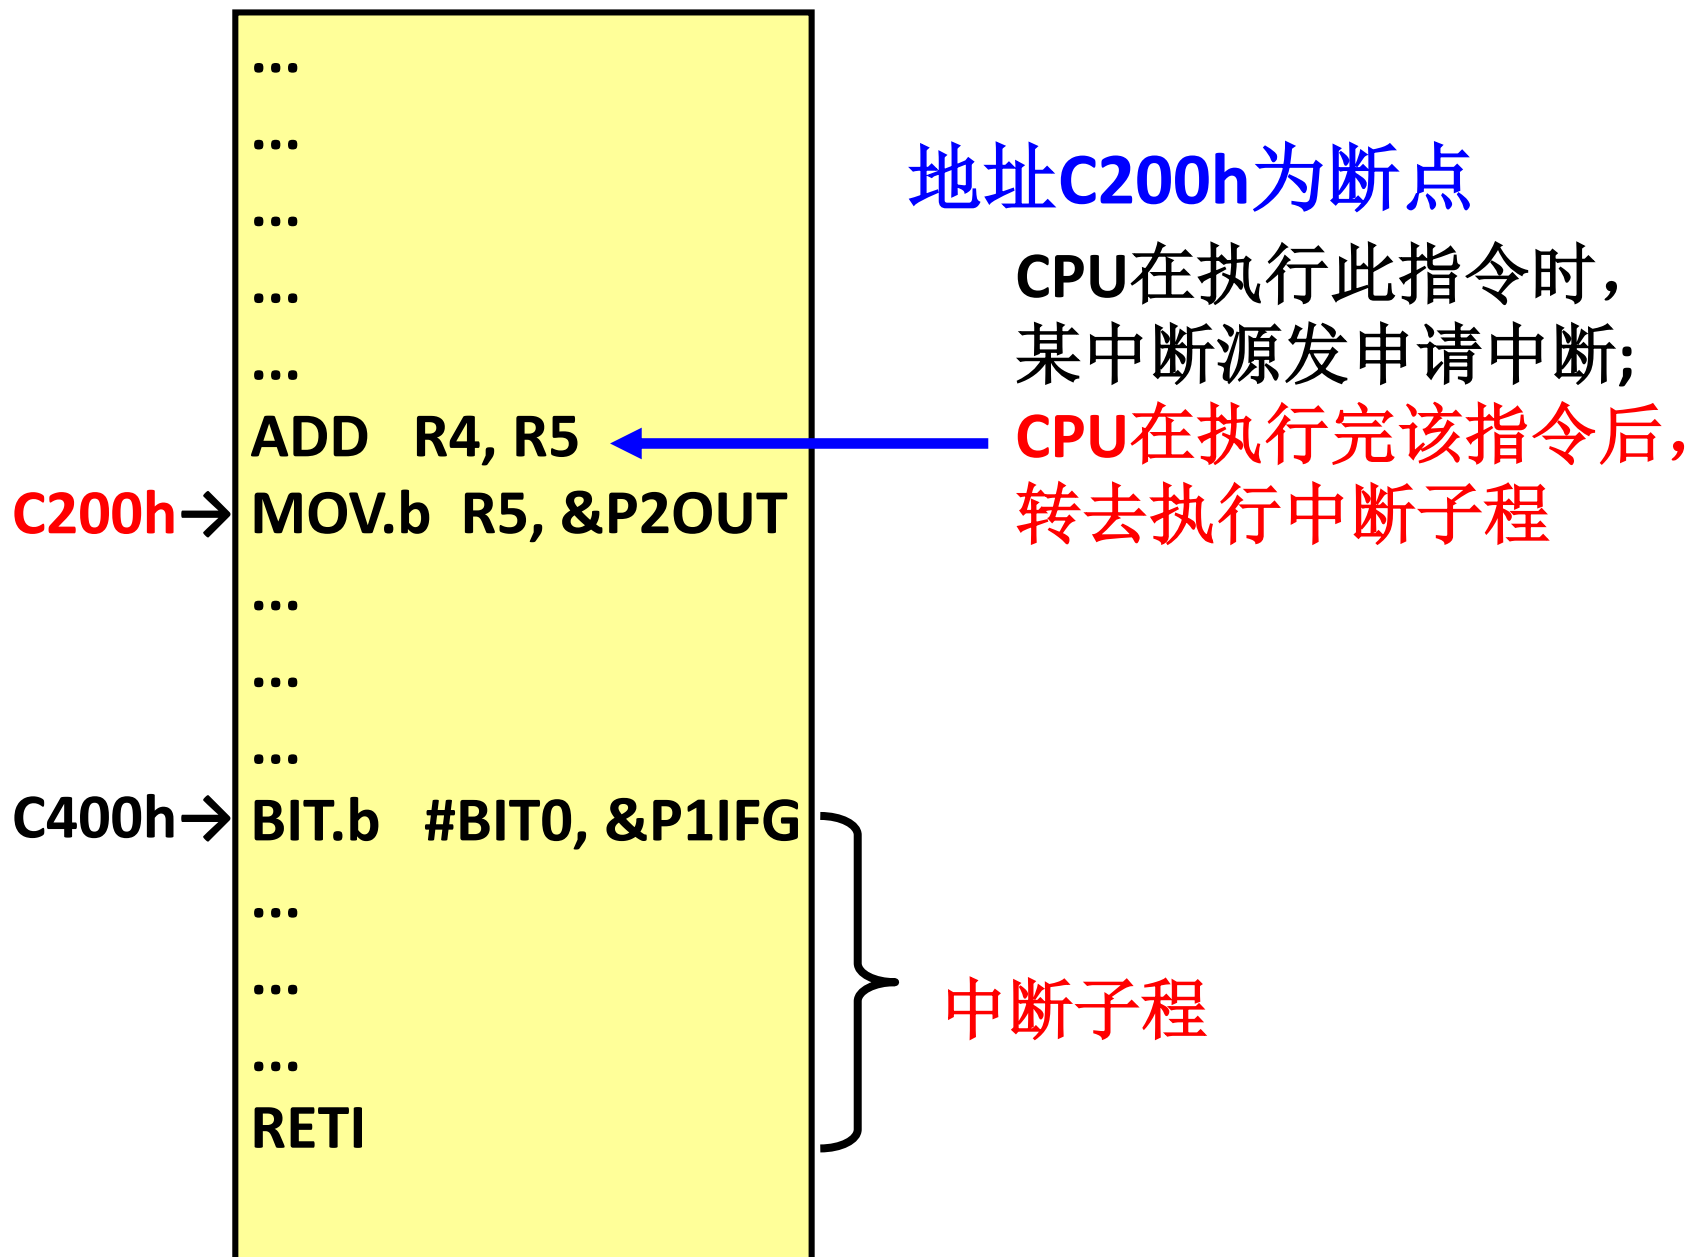 ...
...
...
...
...
ADD R4, R5
C200h→ MOV.b R5, &P2OUT
...
...
...
C400h→ BIT.b #BIT0, &P1IFG
...
...
...
RETI
地址C200h为断点
CPU在执行此指令时，
某中断源发申请中断;
CPU在执行完该指令后，
转去执行中断子程
中断子程